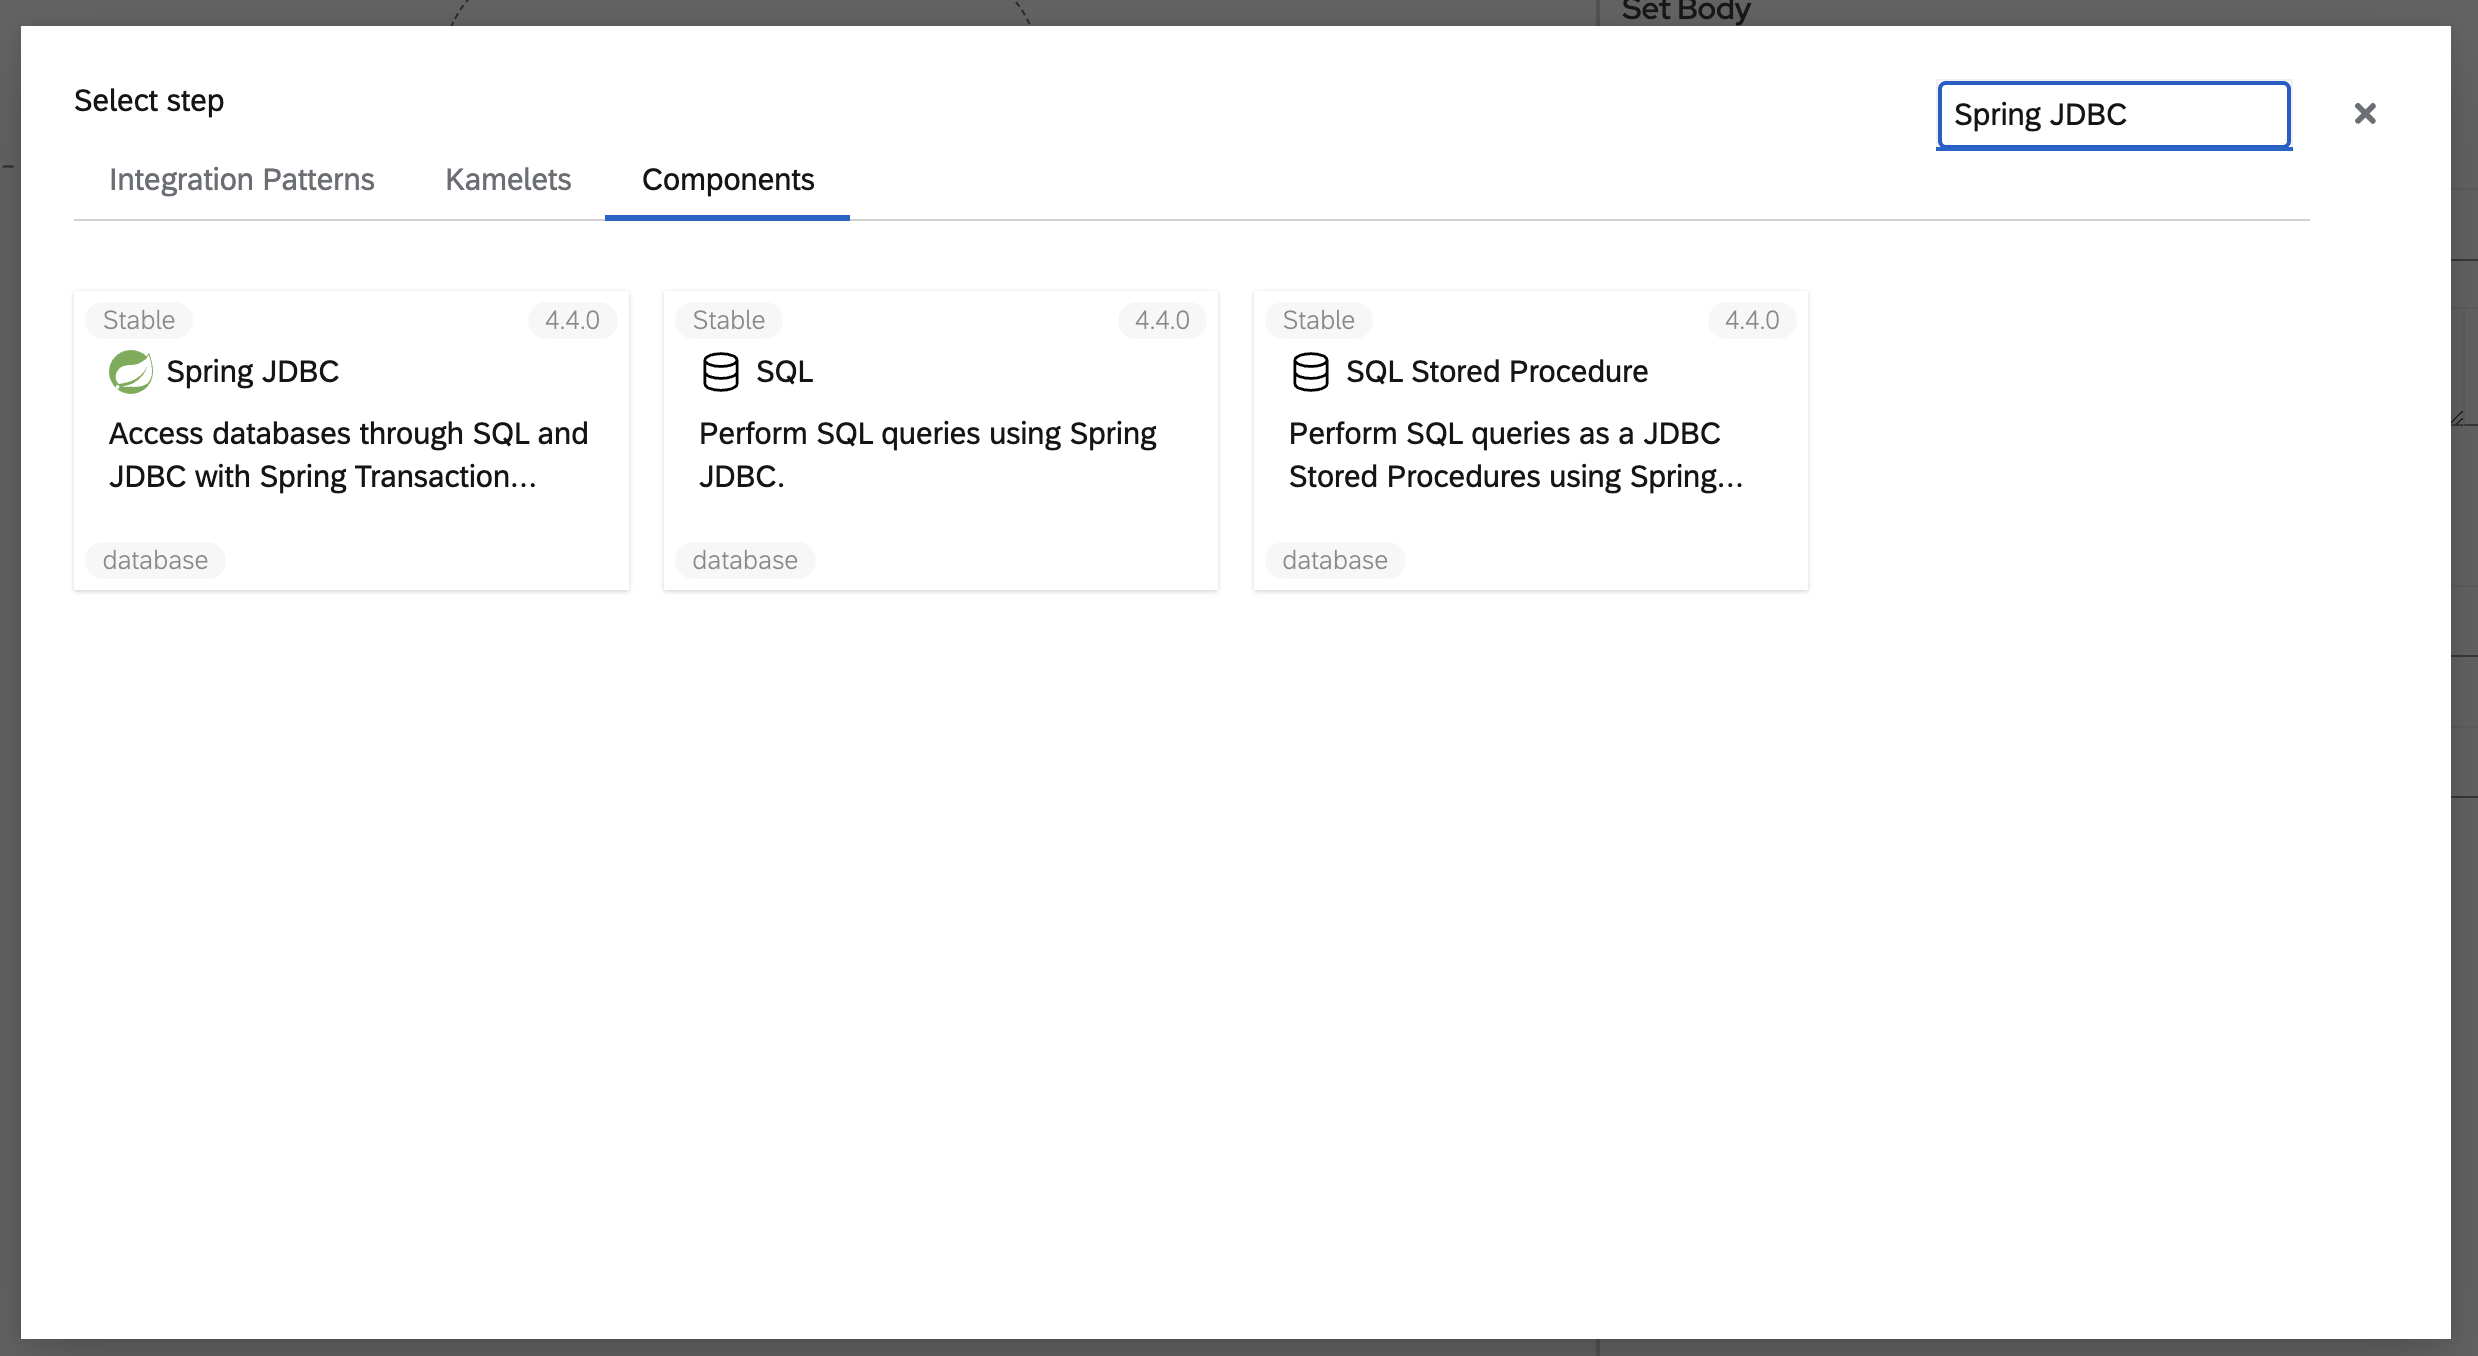 Set Body
Select step
Spring JDBC
Integration Patterns
Kamelets
Components
Stable
4.4.0
Spring JDBC
Access databases through SQL and
JDBC with Spring Transaction...
database
Stable
4.4.0
SQL
Perform SQL queries using Spring
JDBC.
database
Stable
4.4.0
SQL Stored Procedure
Perform SQL queries as a JDBC
Stored Procedures using Spring...
database